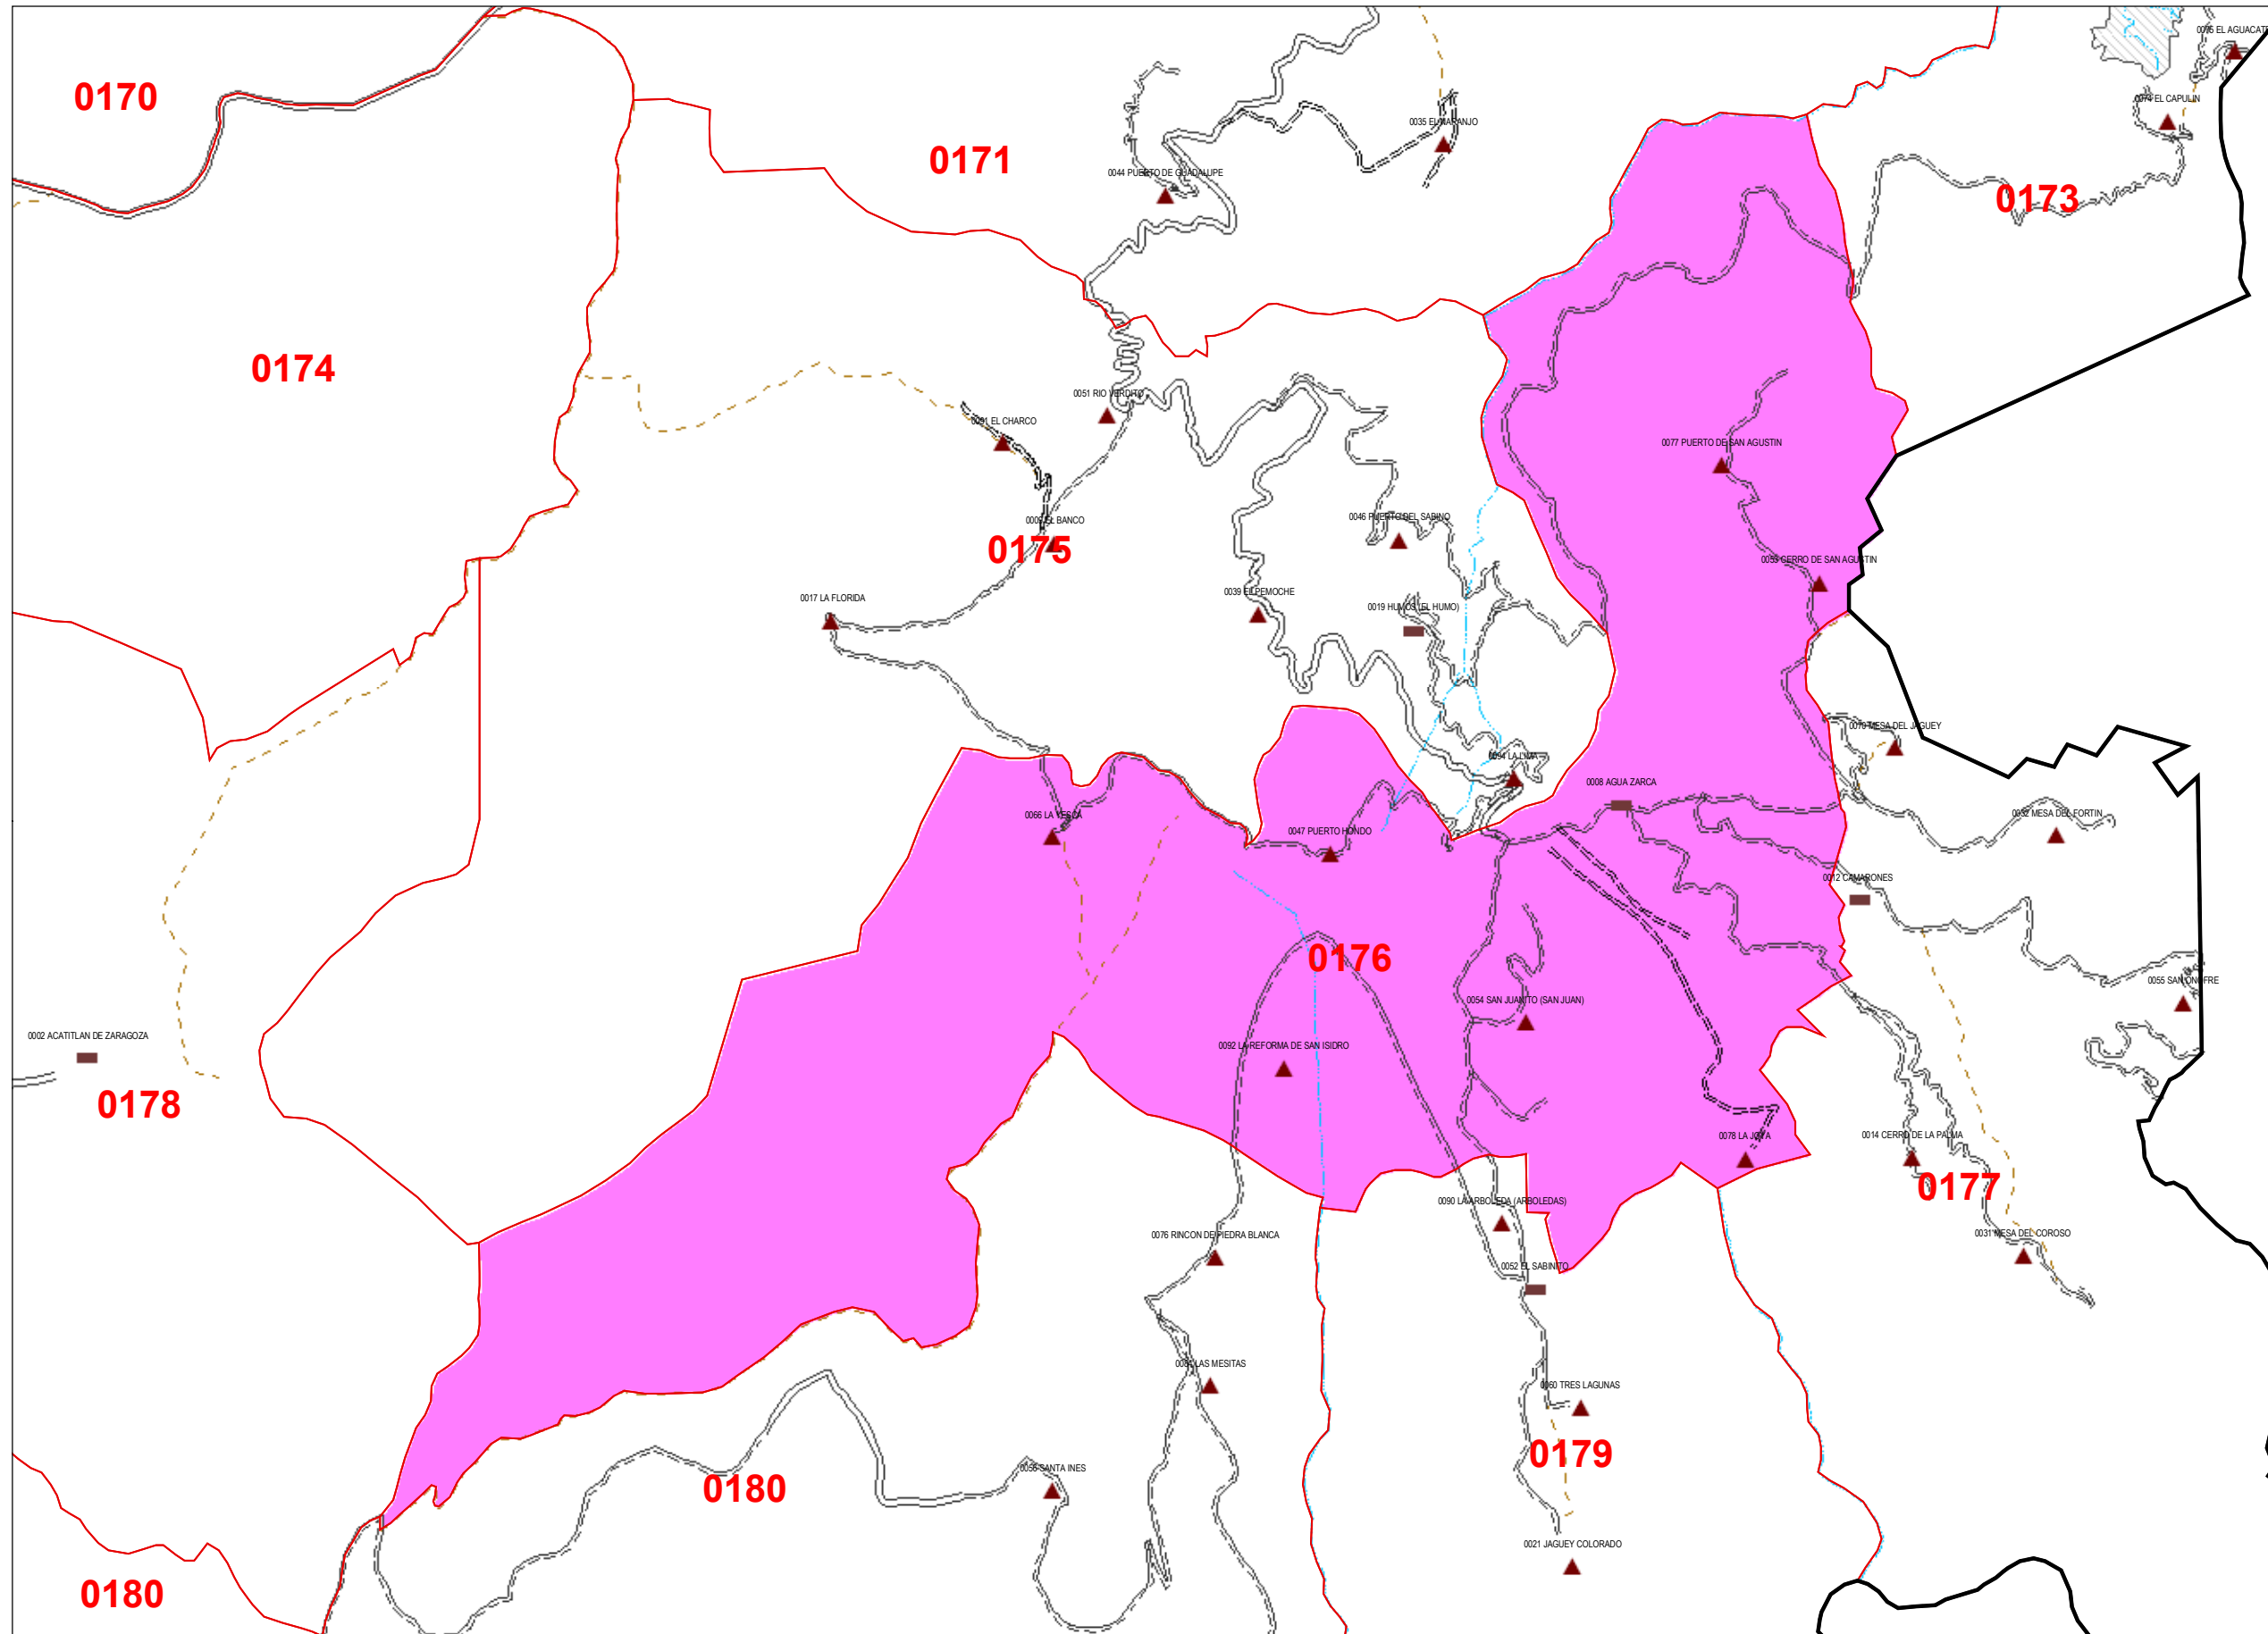 0075 EL AGUACATE
0170
0074 EL CAPULIN
0035 EL NARANJO
0171
0044 PUERTO DE GUADALUPE
0173
0174
0051 RIO VERDITO
0091 EL CHARCO
0077 PUERTO DE SAN AGUSTIN
0046 PUERTO DEL SABINO
EL BANCO
0175
0053 CERRO DE SAN AGUSTIN
0039 EL PEMOCHE
0017 LA FLORIDA
0019 HUMOS (EL HUMO)
0070 MESA DEL JAGUEY
0094 LA LIMA
0008 AGUA ZARCA
0066 LA YESCA
0032 MESA DEL FORTIN
0047 PUERTO HONDO
0012 CAMARONES
0176
0055 SAN ONOFRE
0054 SAN JUANITO (SAN JUAN)
0002 ACATITLAN DE ZARAGOZA
0092 LA REFORMA DE SAN ISIDRO
0178
0078 LA JOYA
0014 CERRO DE LA PALMA
0177
0090 LA ARBOLEDA (ARBOLEDAS)
0076 RINCON DE PIEDRA BLANCA
0031 MESA DEL COROSO
0052 EL SABINITO
LAS MESITAS
0060 TRES LAGUNAS
0179
SANTA INES
0180
0021 JAGUEY COLORADO
0180